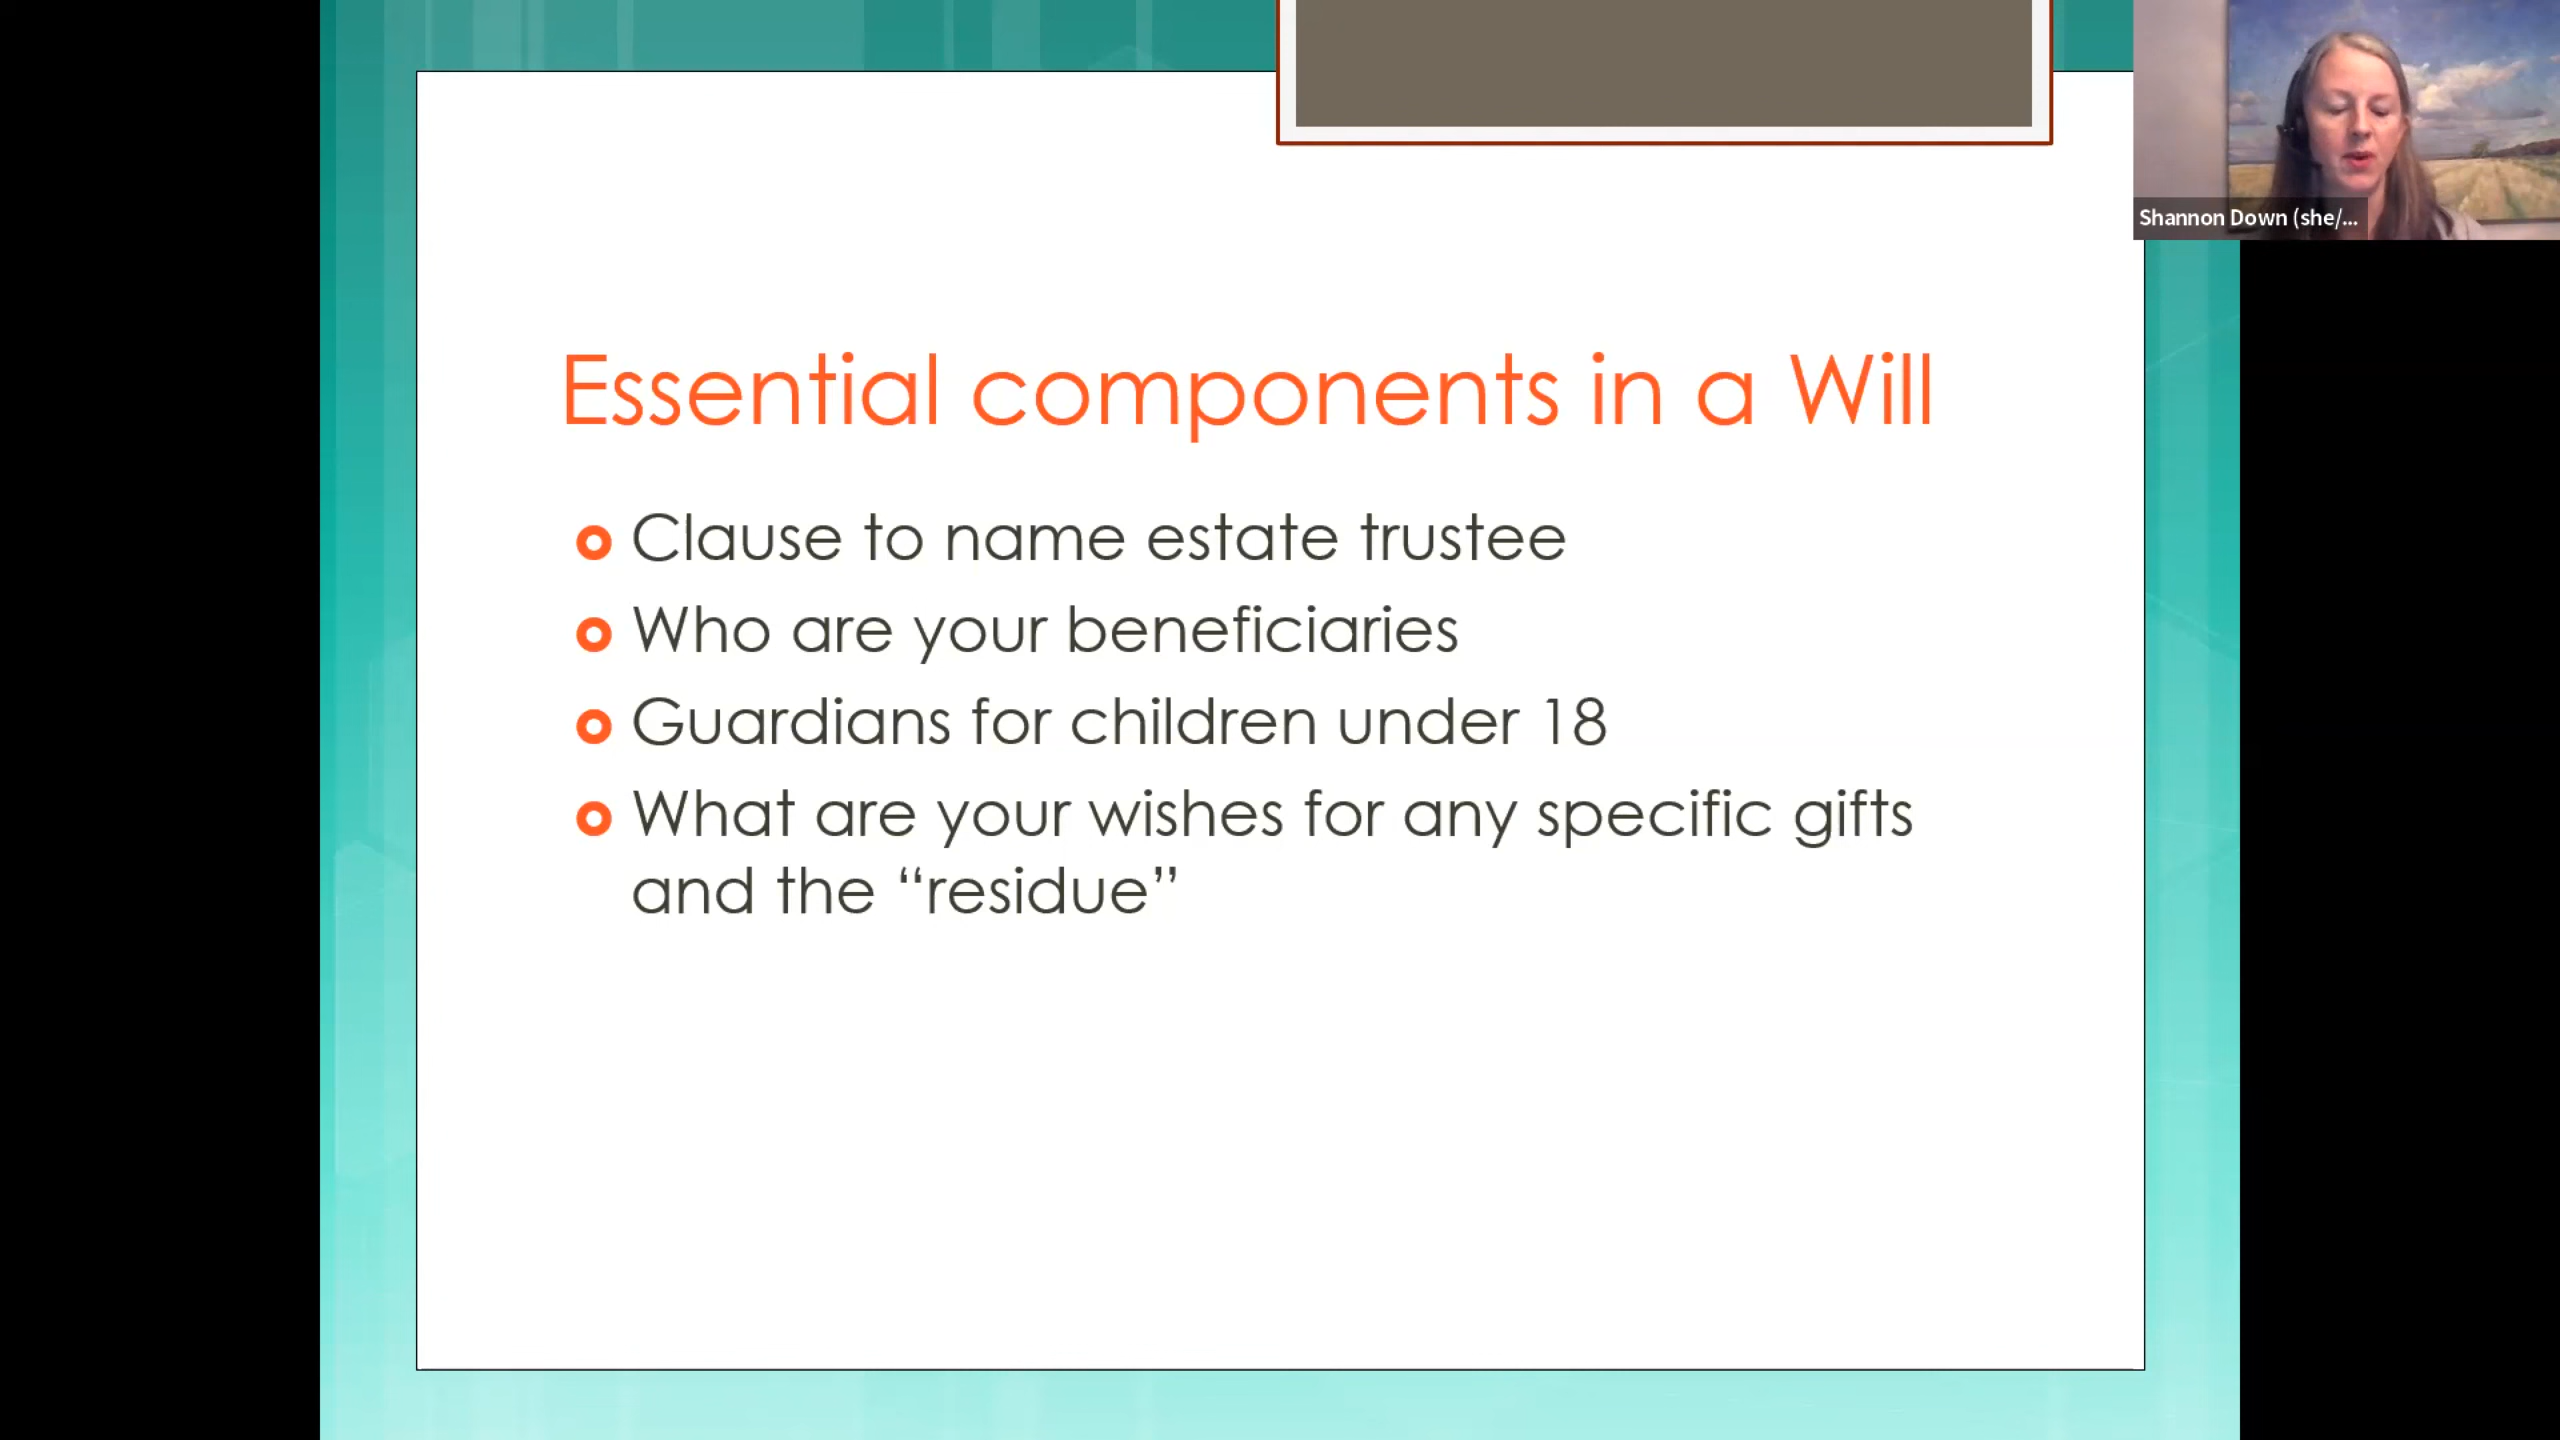 Essential components in a Will
Clause to name estate trustee
Who are your beneficiaries
Guardians for children under 18
What are your wishes for any specific gifts
and the “residue”
Shannon Down (she/...